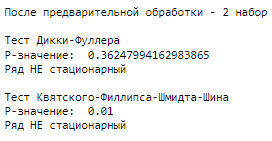 После предварительной обработки - 2 набор
Тест Дикки-Фуллера
P-значение:  0.36247994162983865
Ряд НЕ стационарный
Тест Квятского-Филлипса-Шмидта-Шина
P-значение:  0.01
Ряд НЕ стационарный